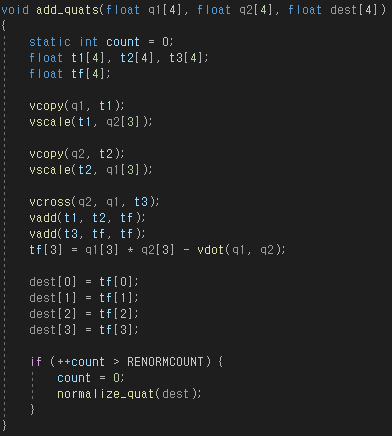 void add_quats(float q1[4], float q2[4], float dest[4])
{
    static int count = 0;
    float t1[4], t2[4], t3[4];
    float tf[4];

    vcopy(q1, t1);
    vscale(t1, q2[3]);

    vcopy(q2, t2);
    vscale(t2, q1[3]);

    vcross(q2, q1, t3);
    vadd(t1, t2, tf);
    vadd(t3, tf, tf);
    tf[3] = q1[3] * q2[3] - vdot(q1, q2);

    dest[0] = tf[0];
    dest[1] = tf[1];
    dest[2] = tf[2];
    dest[3] = tf[3];

    if (++count > RENORMCOUNT) {
        count = 0;
        normalize_quat(dest);
    }
}